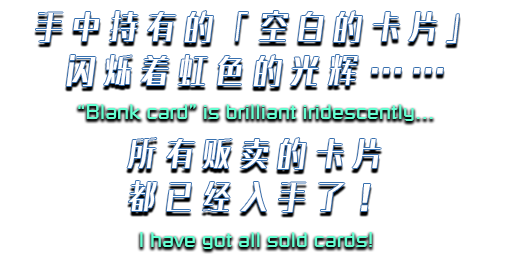 手中持有的「空白的卡片」
闪烁着虹色的光辉……
“Blank card” is brilliant iridescently...
所有贩卖的卡片
都已经入手了！
I have got all sold cards!